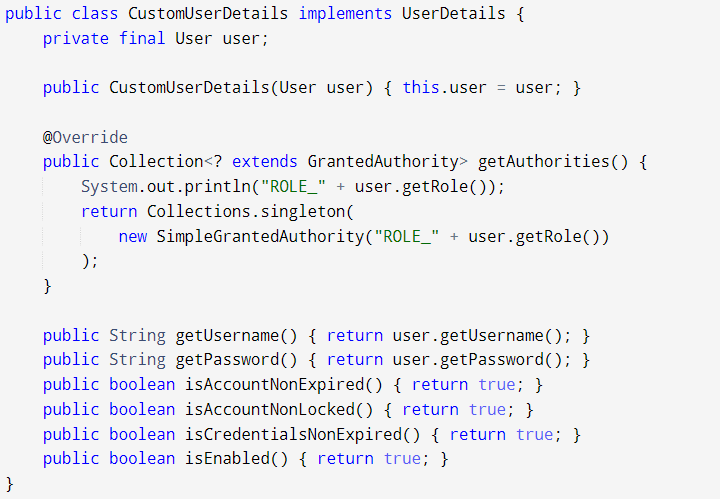 public class CustomUserDetails implements UserDetails {
    private final User user;

    public CustomUserDetails(User user) { this.user = user; }

    @Override
    public Collection<? extends GrantedAuthority> getAuthorities() {
        System.out.println("ROLE_" + user.getRole());
        return Collections.singleton(
            new SimpleGrantedAuthority("ROLE_" + user.getRole())
        );
    }

    public String getUsername() { return user.getUsername(); }
    public String getPassword() { return user.getPassword(); }
    public boolean isAccountNonExpired() { return true; }
    public boolean isAccountNonLocked() { return true; }
    public boolean isCredentialsNonExpired() { return true; }
    public boolean isEnabled() { return true; }
}